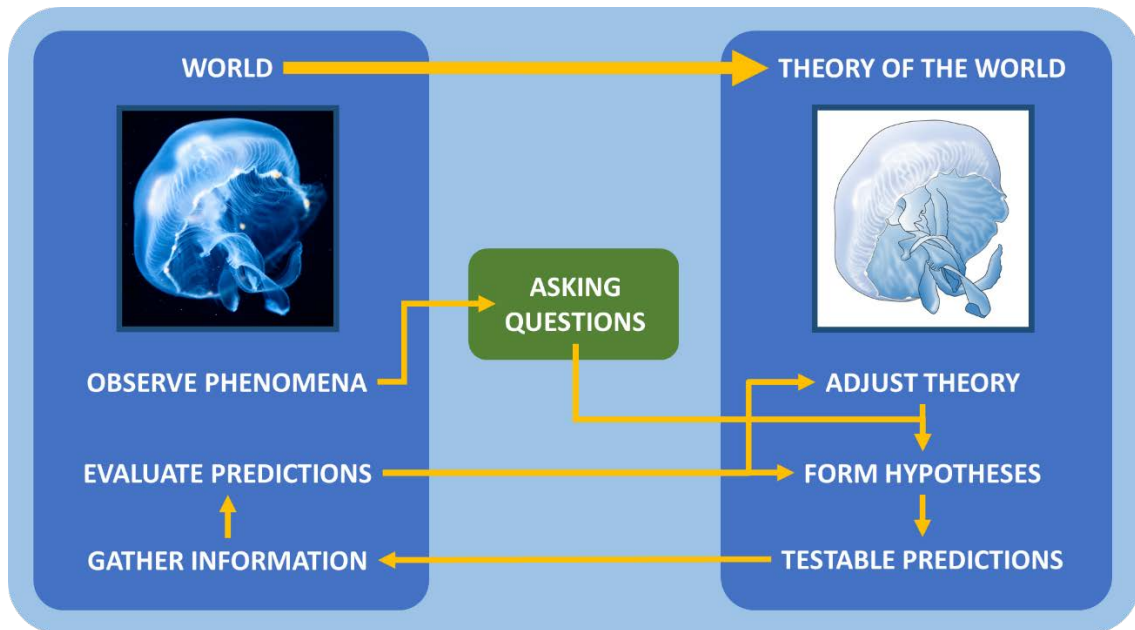 WORLD
THEORY OF THE WORLD
ASKING
QUESTIONS
OBSERVE PHENOMENA
ADJUST THEORY
EVALUATE PREDICTIONS
FORM HYPOTHESES
GATHER INFORMATION
TESTABLE PREDICTIONS